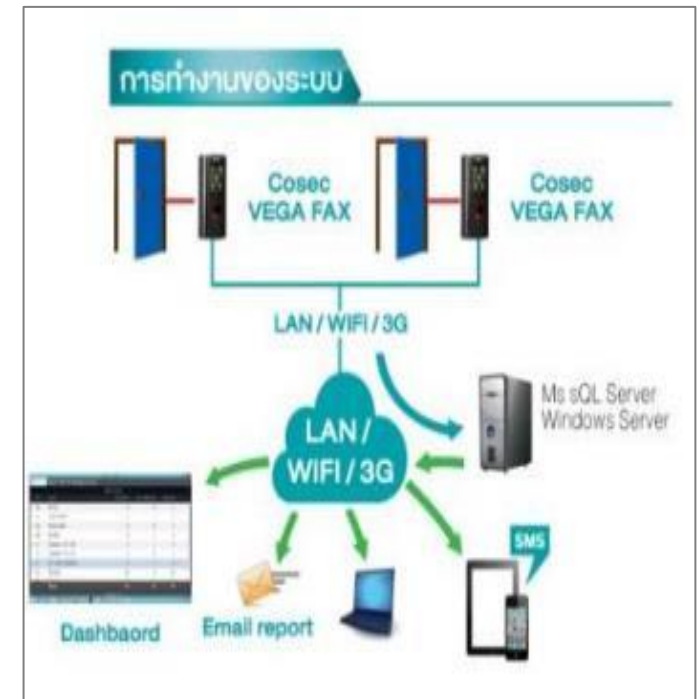 การทำงานของระบบ
Cosec
VEGA FAX
Cosec
VEGA FAX
LAN / WIFI / 3G
Ms sQL Server
Windows Server
LAN /
WIFI / 3G
SMS
Dashbaord
Email report